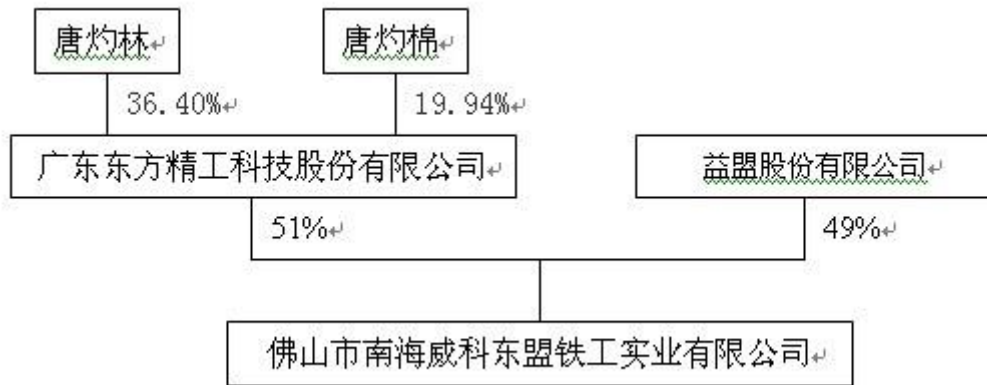 唐灼林 唐灼棉
36.40% 19.94%
广东东方精工科技股份有限公司 益盟股份有限公司
51% 49%
佛山市南海威科东盟铁工实业有限公司